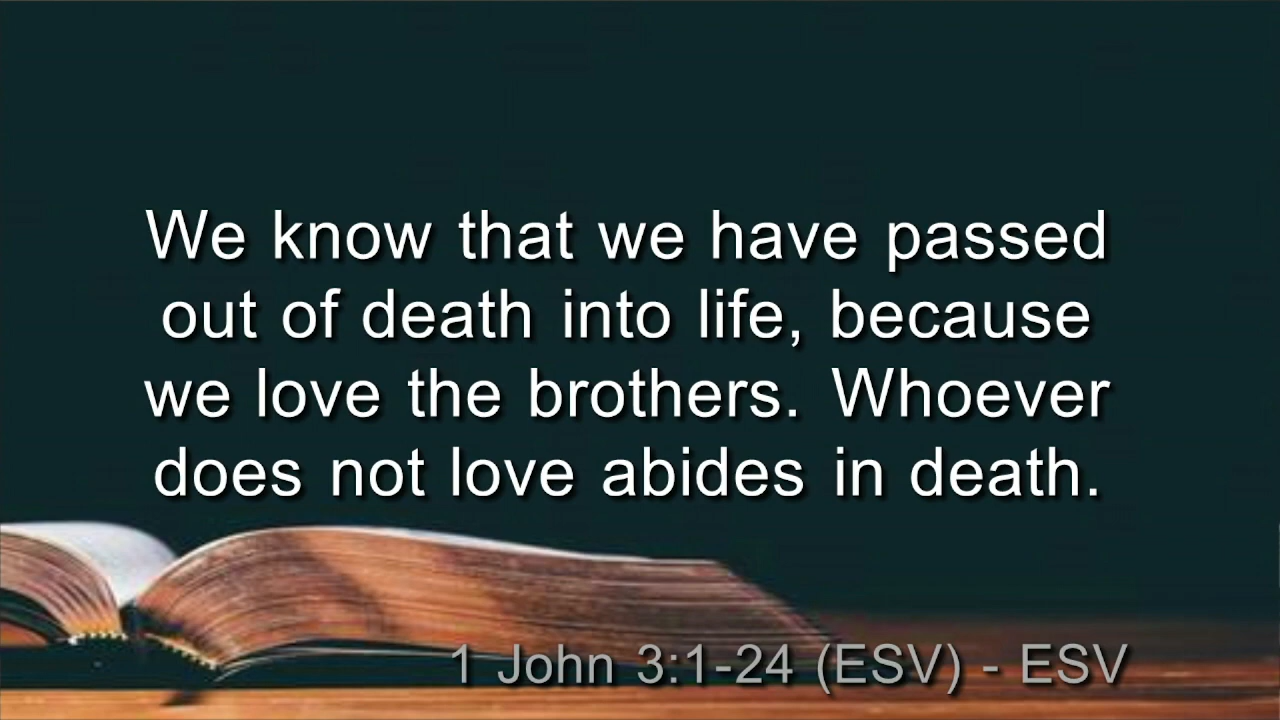 We know that we have passed
out of death into life, because
we love the brothers. Whoever
does not love abides in death.
1 John 3:1-24 (ESV) - ESV